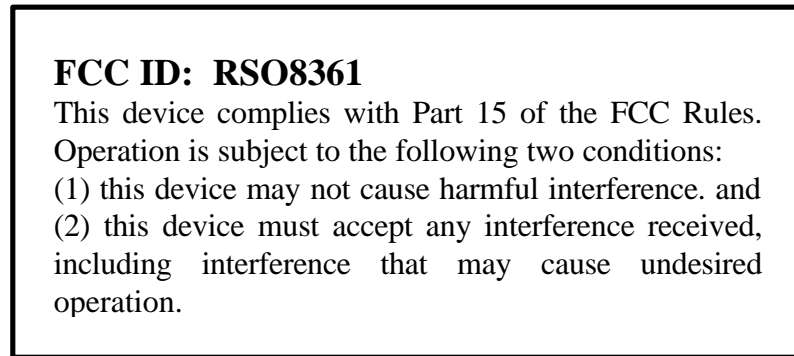 FCC ID:  RSO8361
This device complies with Part 15 of the FCC Rules.
Operation is subject to the following two conditions:
(1) this device may not cause harmful interference. and
(2) this device must accept any interference received,
including interference that may cause undesired
operation.